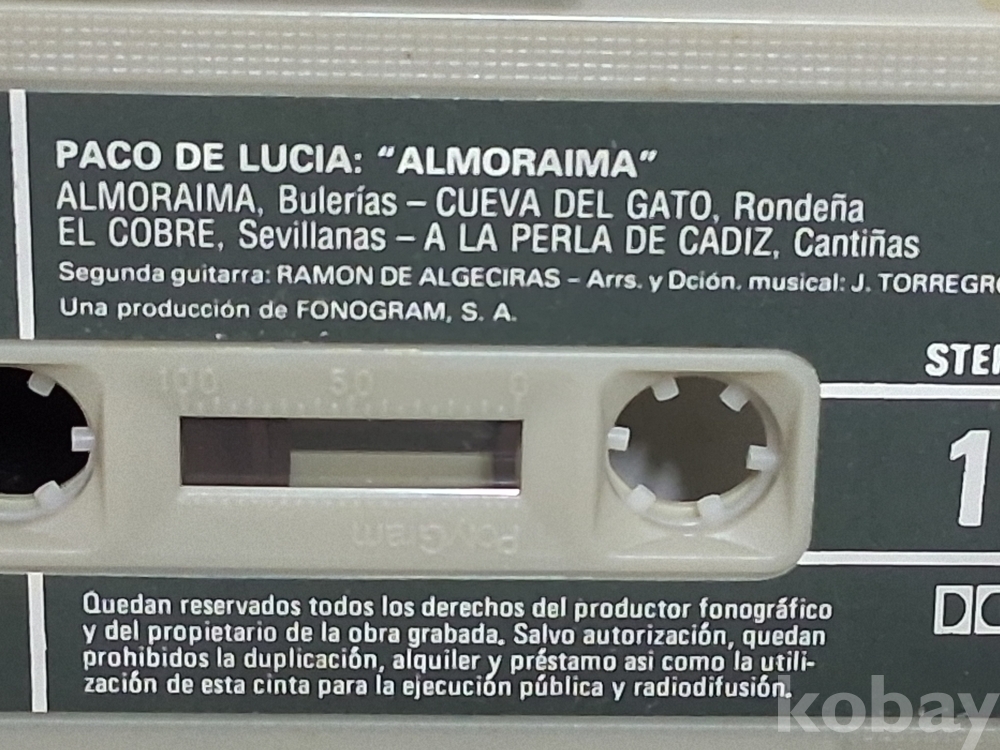 PACO DE LUCIA: "ALMORAIMA"
ALMORAIMA, Bulerías – CUEVA DEL GATO, Rondeña
EL COBRE, Sevillanas – A LA PERLA DE CADIZ, Cantiñas
Segunda guitarra: RAMON DE ALGECIRAS – Arrs. y Dción. musical: J. TORREGRO
Una producción de FONOGRAM, S. A.
STE
100 50 0
1
PolyGram
Quedan reservados todos los derechos del productor fonográfico
y del propietario de la obra grabada. Salvo autorización, quedan
prohibidos la duplicación, alquiler y préstamo asi como la utili-
zación de esta cinta para la ejecución pública y radiodifusión.
kobay